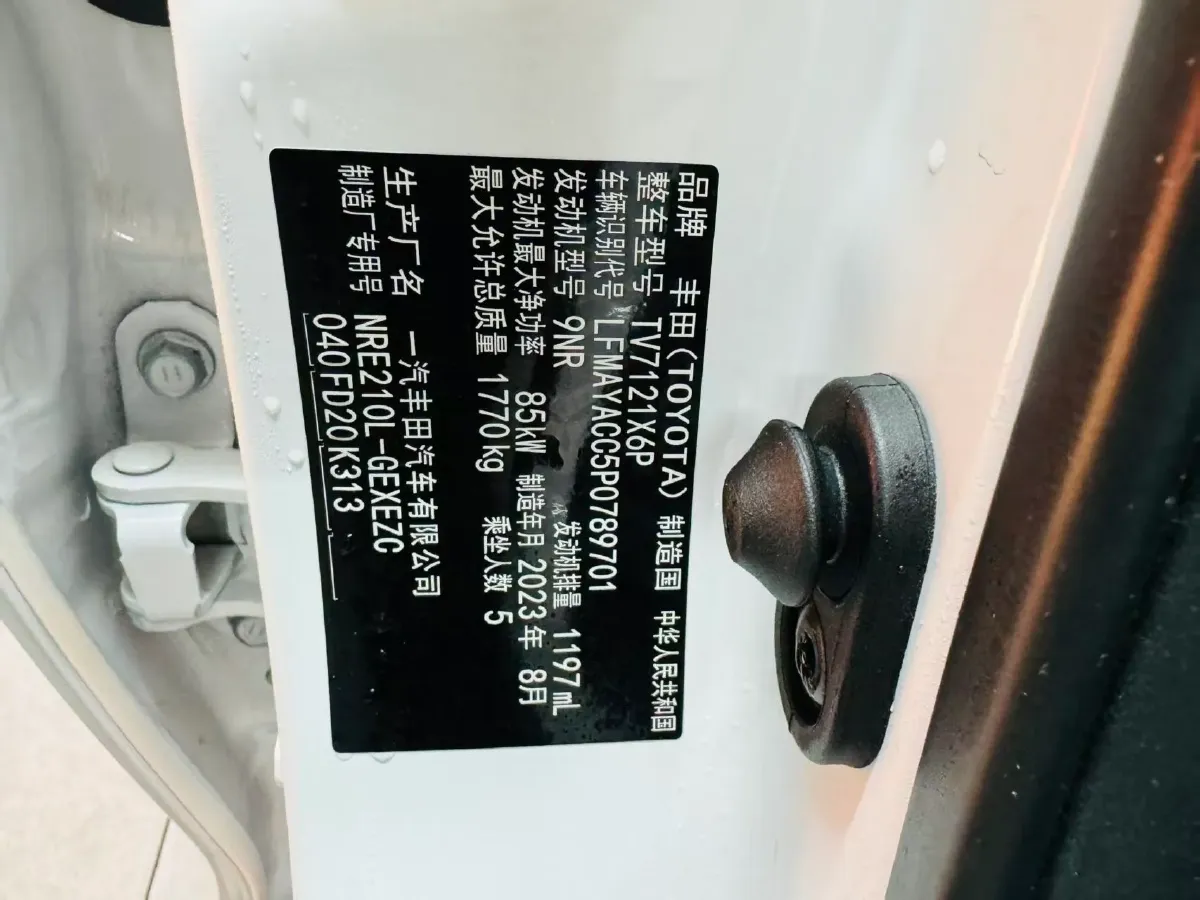 品牌 丰田(TOYOTA) 制造国 中华人民共和国
整车型号 TV7121X6P
车辆识别代号 LFMAYACC5P0789701
发动机型号 9NR 发动机排量 1197mL
发动机最大净功率 85kW 制造年月 2023年 8月
最大允许总质量 1770kg 乘坐人数 5
生产厂名 一汽丰田汽车有限公司
制造厂专用号 NRE210L-GEXEZC
040FD20K313